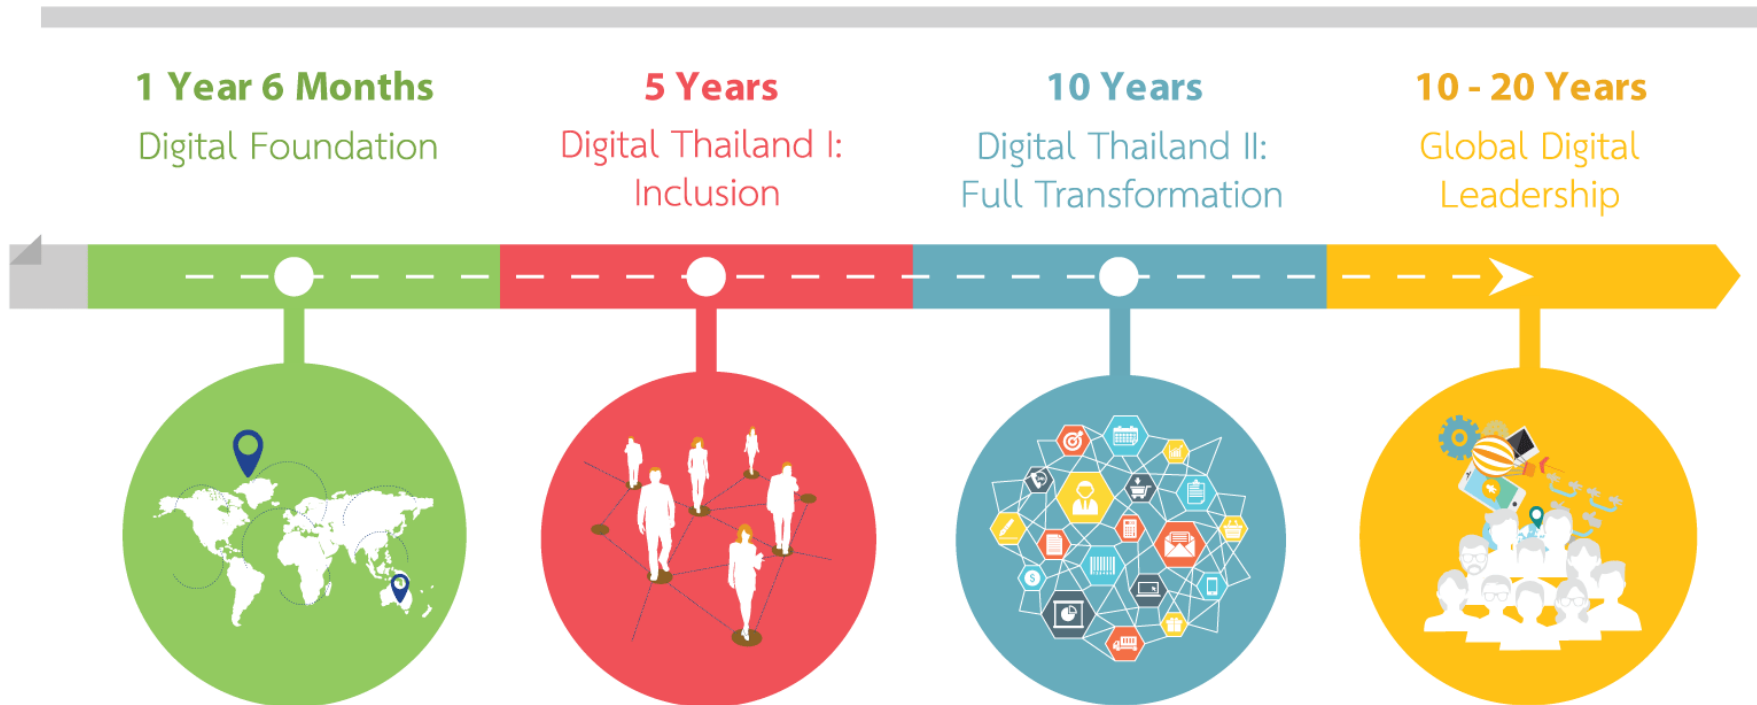 1 Year 6 Months
Digital Foundation
5 Years
Digital Thailand I:
Inclusion
10 Years
Digital Thailand II:
Full Transformation
10 - 20 Years
Global Digital
Leadership